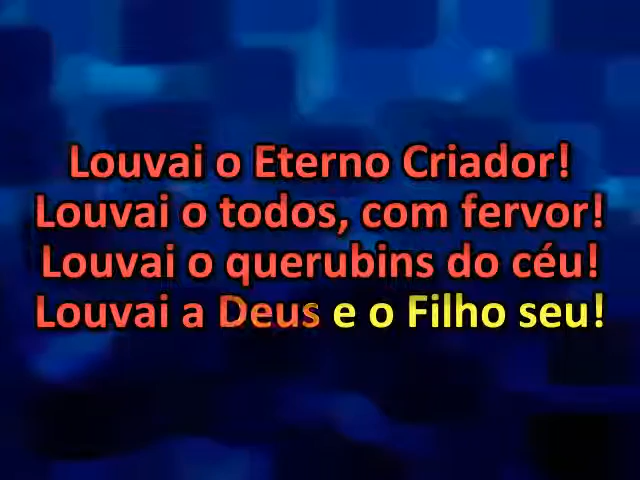 Louvai o Eterno Criador!
Louvai o todos, com fervor!
Louvai o querubins do céu!
Louvai a Deus e o Filho seu!